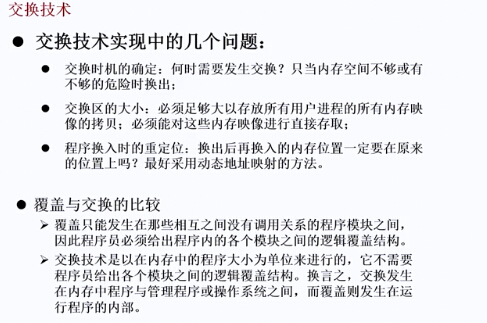 交换技术
● 交换技术实现中的几个问题：
● 交换时机的确定：何时需要发生交换？只当内存空间不够或有
不够的危险时换出；
● 交换区的大小：必须足够大以存放所有用户进程的所有内存映
像的拷贝；必须能对这些内存映像进行直接存取；
● 程序换入时的重定位：换出后再换入的内存位置一定要在原来
的位置上吗？最好采用动态地址映射的方法。
● 覆盖与交换的比较
➢ 覆盖只能发生在那些相互之间没有调用关系的程序模块之间，
因此程序员必须给出程序内的各个模块之间的逻辑覆盖结构。
➢ 交换技术是以在内存中的程序大小为单位来进行的，它不需要
程序员给出各个模块之间的逻辑覆盖结构。换言之，交换发生
在内存中程序与管理程序或操作系统之间，而覆盖则发生在运
行程序的内部。